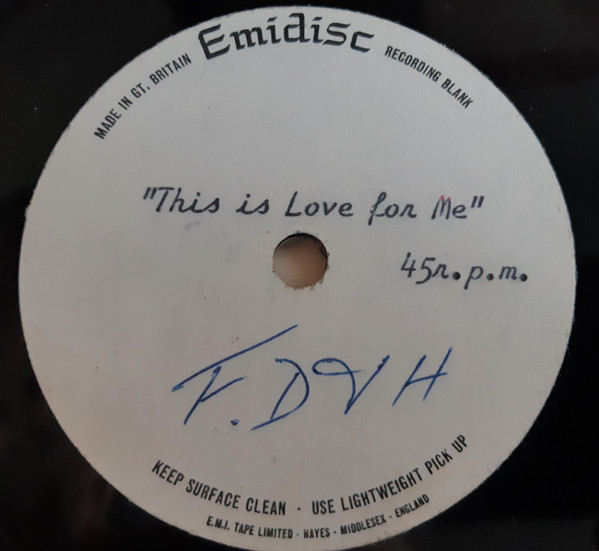 MADE IN GT. BRITAIN Emidisc RECORDING BLANK
"This is Love for Me"
45r.p.m.
F. D V H
KEEP SURFACE CLEAN · USE LIGHTWEIGHT PICK UP
E.M.I. TAPE LIMITED · HAYES · MIDDLESEX · ENGLAND